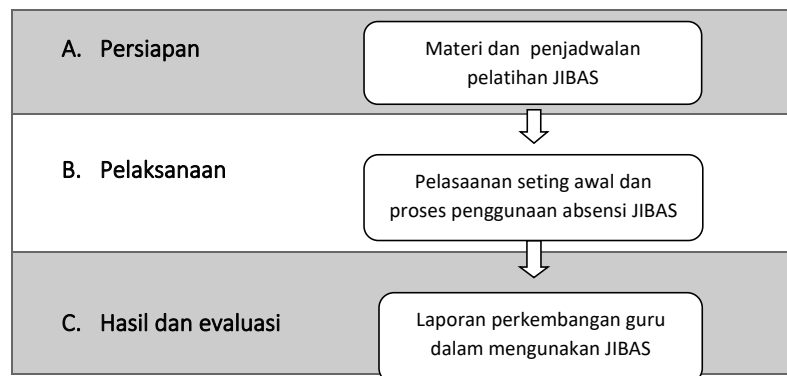 A. Persiapan
Materi dan penjadwalan
pelatihan JIBAS
B. Pelaksanaan
Pelasaanan seting awal dan
proses penggunaan absensi JIBAS
C. Hasil dan evaluasi
Laporan perkembangan guru
dalam mengunakan JIBAS